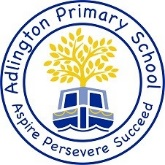 Adlington Primary School
Aspire Persevere Succeed